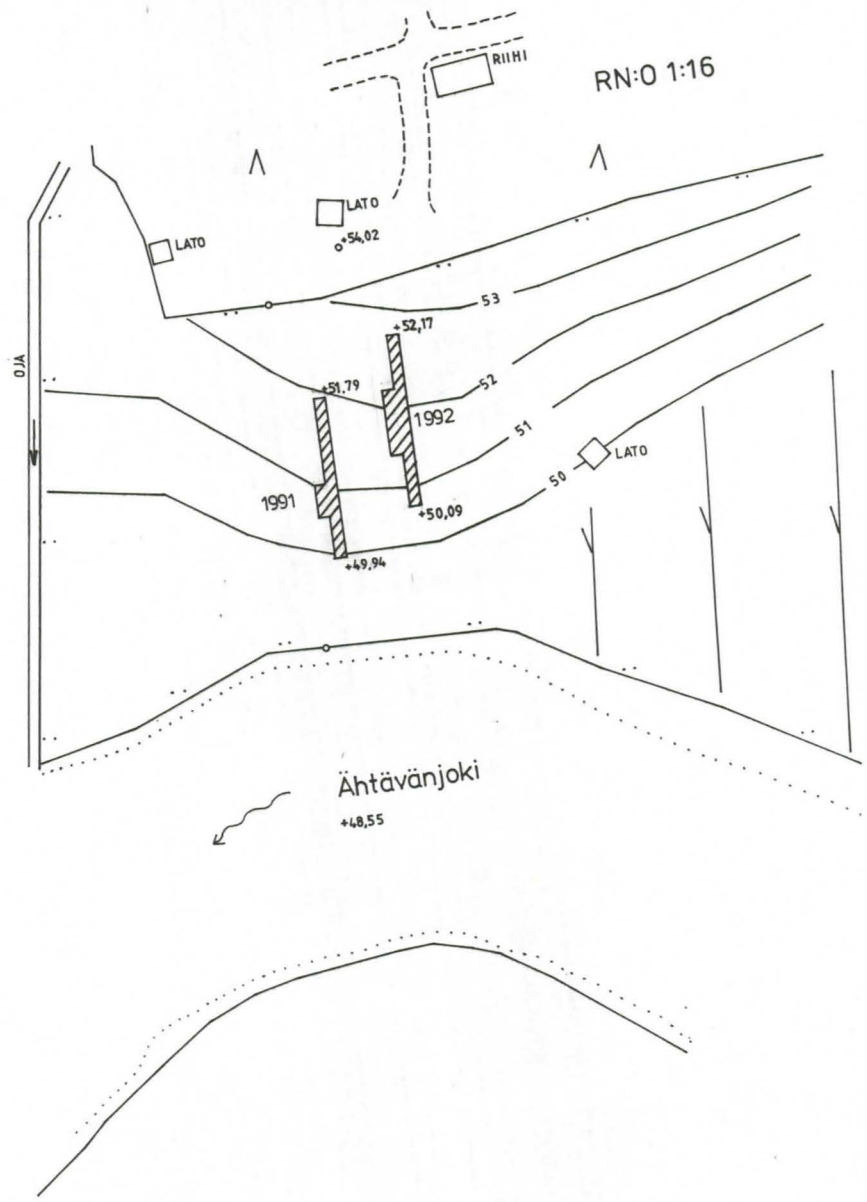 RIIHI
RN:O 1:16
LATO
+54,02
LATO
53
+52,17
OJA
+51,79
52
1992
51
LATO
1991
50
+50,09
+49,94
Ähtävänjoki
+48,55